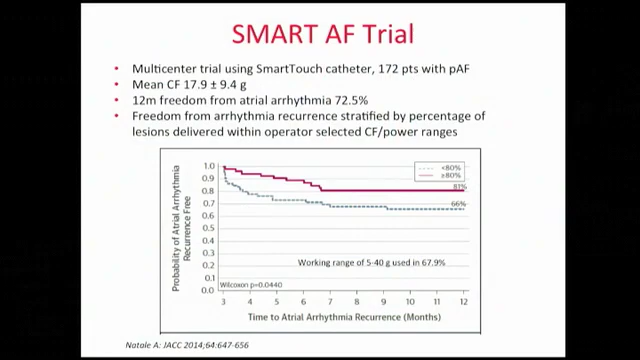 SMART AF Trial
• Multicenter trial using SmartTouch catheter, 172 pts with pAF
• Mean CF 17.9 ± 9.4 g
• 12m freedom from atrial arrhythmia 72.5%
• Freedom from arrhythmia recurrence stratified by percentage of
lesions delivered within operator selected CF/power ranges
Probability of Atrial Arrhythmia
Recurrence Free
1.0
0.9
0.8
0.7
0.6
0.5
0.4
0.3
0.2
0.1
0.0
<80%
≥80%
81%
66%
Working range of 5-40 g used in 67.9%
Wilcoxon p=0.0440
3 4 5 6 7 8 9 10 11 12
Time to Atrial Arrhythmia Recurrence (Months)
Natale A: JACC 2014;64:647-656